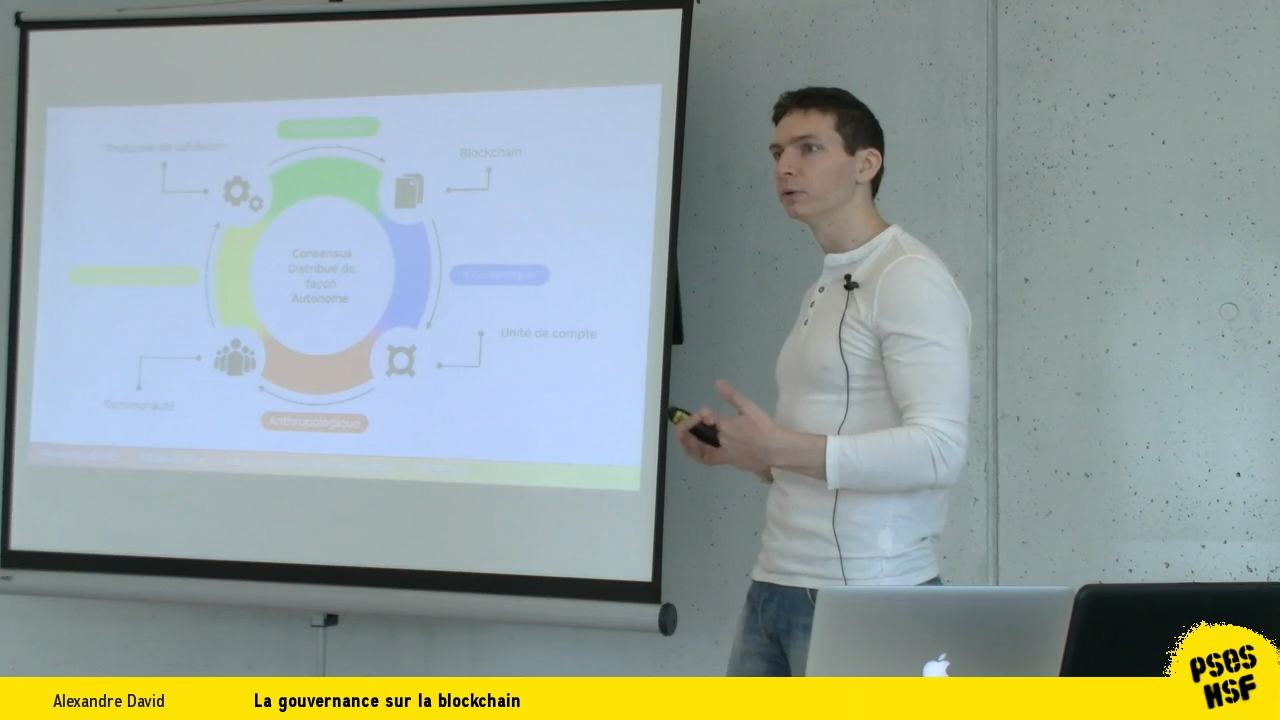 Protocole de validation
Blockchain
Consensus
Distribué de
façon
Autonome
Unité de compte
Communauté
Anthropologique
PSES
HSF
Alexandre David
La gouvernance sur la blockchain